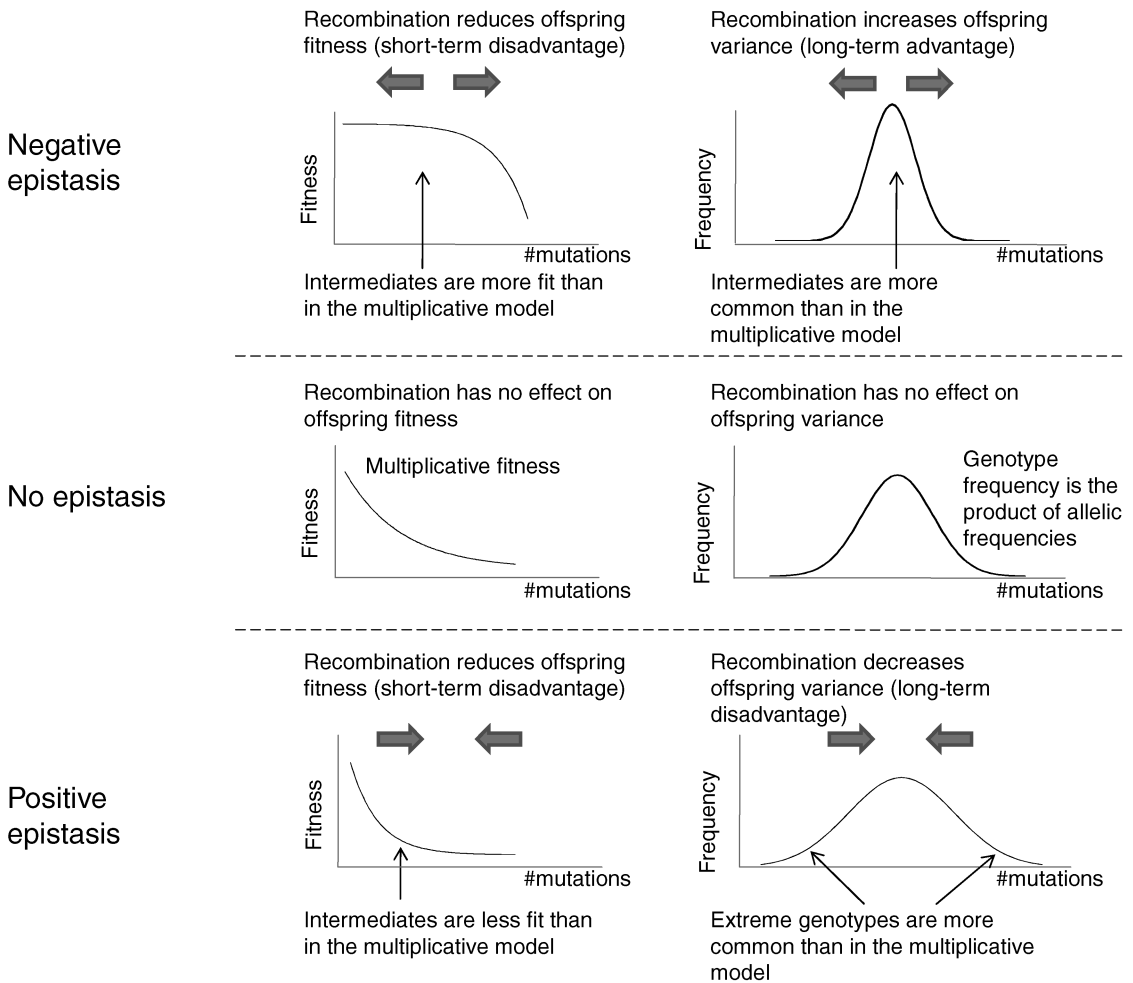 Recombination reduces offspring
fitness (short-term disadvantage)
Recombination increases offspring
variance (long-term advantage)
Negative
epistasis
Fitness
#mutations
Intermediates are more fit than
in the multiplicative model
Frequency
#mutations
Intermediates are more
common than in the
multiplicative model
Recombination has no effect on
offspring fitness
Recombination has no effect on
offspring variance
No epistasis
Fitness
Multiplicative fitness
#mutations
Frequency
Genotype
frequency is the
product of allelic
frequencies
#mutations
Recombination reduces offspring
fitness (short-term disadvantage)
Recombination decreases
offspring variance (long-term
disadvantage)
Positive
epistasis
Fitness
#mutations
Intermediates are less fit than
in the multiplicative model
Frequency
#mutations
Extreme genotypes are more
common than in the multiplicative
model